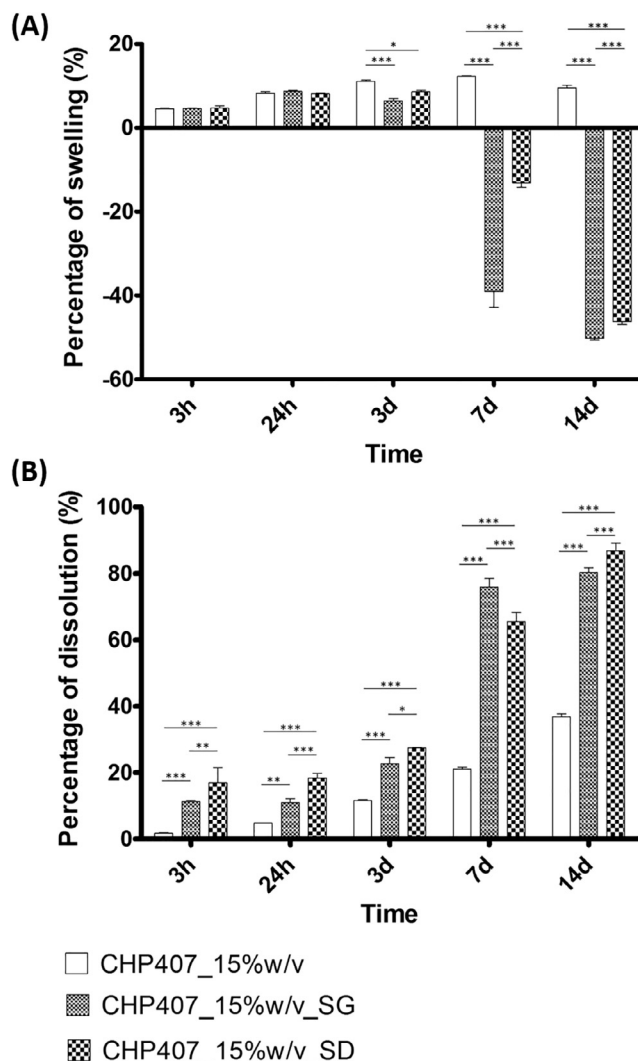 (A)
Percentage of swelling (%)
20
0
-20
-40
-60
*
***
***
***
***
***
***
***
3h
24h
3d
7d
14d
Time
(B)
Percentage of dissolution (%)
100
80
60
40
20
0
***
**
***
***
***
**
***
*
***
***
***
***
***
***
***
3h
24h
3d
7d
14d
Time
CHP407_15%w/v
CHP407_15%w/v_SG
CHP407_15%w/v_SD